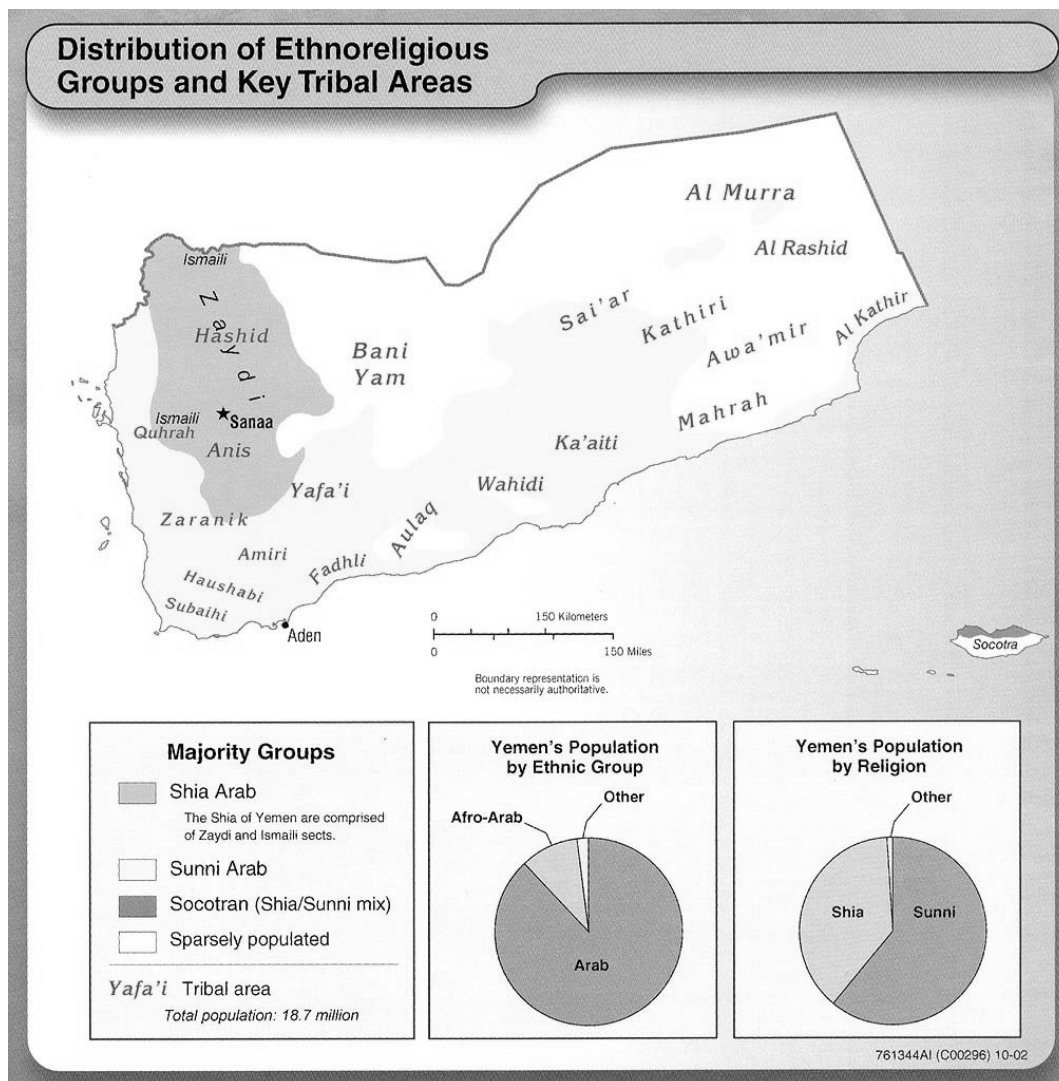 Distribution of Ethnoreligious
Groups and Key Tribal Areas
Al Murra
Al Rashid
Ismaili
Zaydi
Hashid
Sai'ar
Kathiri
Awa'mir
Al Kathir
Bani
Yam
Mahrah
Ismaili
Sanaa
Quhrah
Anis
Ka'aiti
Yafa'i
Wahidi
Zaranik
Aulaq
Amiri
Fadhli
Haushabi
Subaihi
Aden
0 150 Kilometers
0 150 Miles
Boundary representation is
not necessarily authoritative.
Socotra
Majority Groups
Shia Arab
The Shia of Yemen are comprised
of Zaydi and Ismaili sects.
Sunni Arab
Socotran (Shia/Sunni mix)
Sparsely populated
Yafa'i Tribal area
Total population: 18.7 million
Yemen's Population
by Ethnic Group
Other
Afro-Arab
Arab
Yemen's Population
by Religion
Other
Shia
Sunni
761344AI (C00296) 10-02